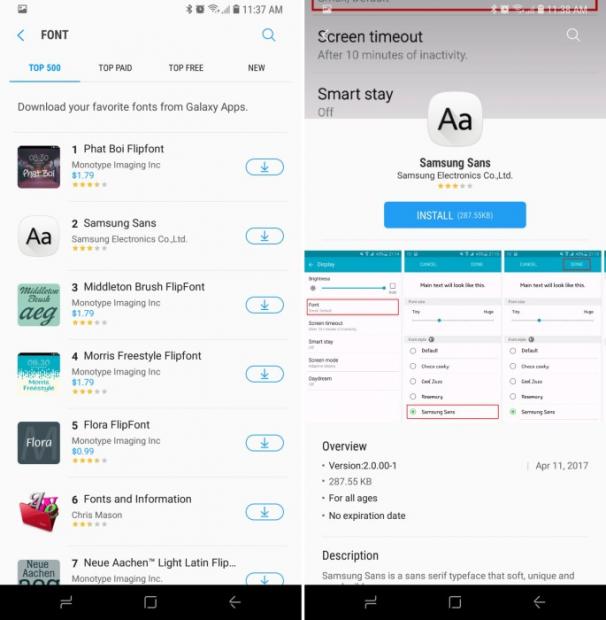 11:37 AM
FONT
TOP 500 TOP PAID TOP FREE NEW
Download your favorite fonts from Galaxy Apps.
08:30
Phat Boi
1 Phat Boi Flipfont
Monotype Imaging Inc
$1.79
Aa
2 Samsung Sans
Samsung Electronics Co.,Ltd.
Middleton
Brush
aeg
3 Middleton Brush FlipFont
Monotype Imaging Inc
$1.79
08:30
Morris
Freestyle
4 Morris Freestyle Flipfont
Monotype Imaging Inc
$1.79
Flora
5 Flora FlipFont
Monotype Imaging Inc
$0.99
6 Fonts and Information
Chris Mason
Neue
Aachen
7 Neue Aachen™ Light Latin Flip...
Monotype Imaging Inc.
11:38 AM
Screen timeout
After 10 minutes of inactivity.
Smart stay
Off
Aa
Samsung Sans
Samsung Electronics Co.,Ltd.
INSTALL (287.55KB)
Display
Brightness
Font
Screen timeout
Smart stay
Off
Screen mode
Daydream
CANCEL DONE
Main text will look like this.
Font size
Tiny Huge
Font style
Default
Choco cooky
Cool Jazz
Rosemary
Samsung Sans
CANCEL DONE
Main text will look like this.
Font size
Tiny Huge
Font style
Default
Choco cooky
Cool Jazz
Rosemary
Samsung Sans
Overview
• Version:2.0.00-1 | Apr 11, 2017
• 287.55 KB
• For all ages
• No expiration date
Description
Samsung Sans is a sans serif typeface that soft, unique and